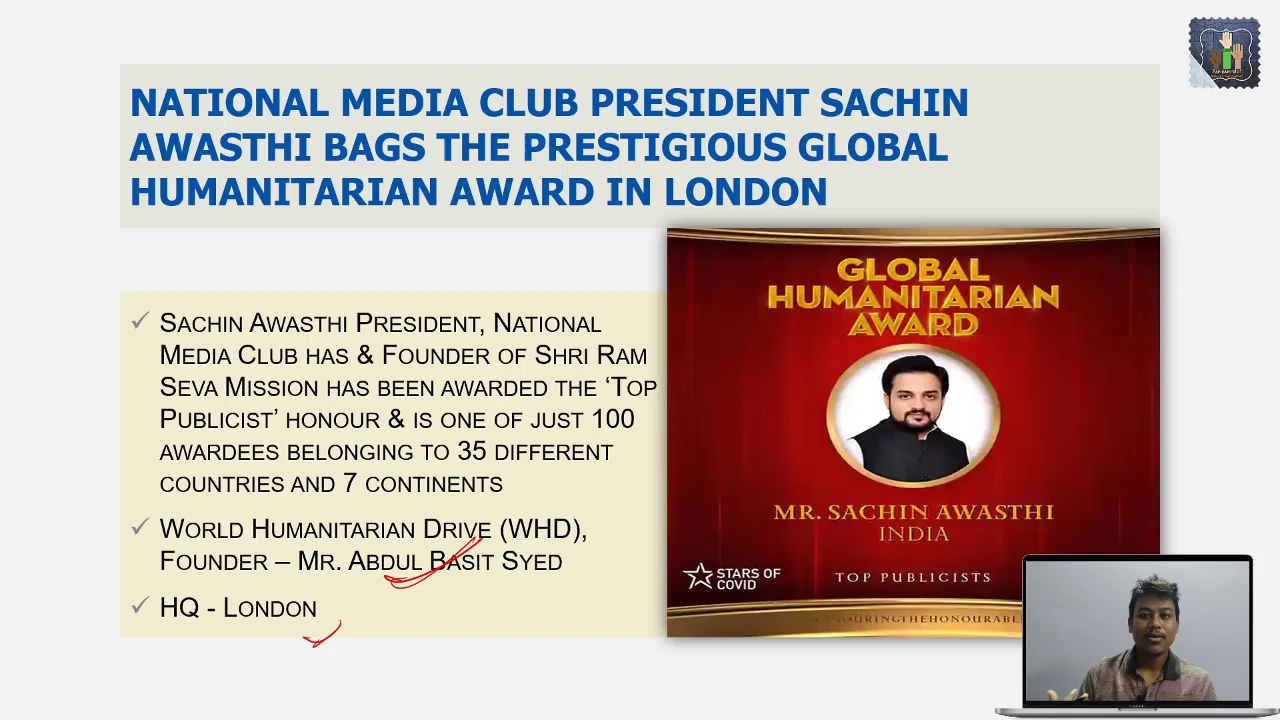 NATIONAL MEDIA CLUB PRESIDENT SACHIN
AWASTHI BAGS THE PRESTIGIOUS GLOBAL
HUMANITARIAN AWARD IN LONDON
SACHIN AWASTHI PRESIDENT, NATIONAL
MEDIA CLUB HAS & FOUNDER OF SHRI RAM
SEVA MISSION HAS BEEN AWARDED THE ‘TOP
PUBLICIST’ HONOUR & IS ONE OF JUST 100
AWARDEES BELONGING TO 35 DIFFERENT
COUNTRIES AND 7 CONTINENTS
WORLD HUMANITARIAN DRIVE (WHD),
FOUNDER – MR. ABDUL BASIT SYED
HQ - LONDON
GLOBAL
HUMANITARIAN
AWARD
MR. SACHIN AWASTHI
INDIA
STARS OF
COVID
TOP PUBLICISTS